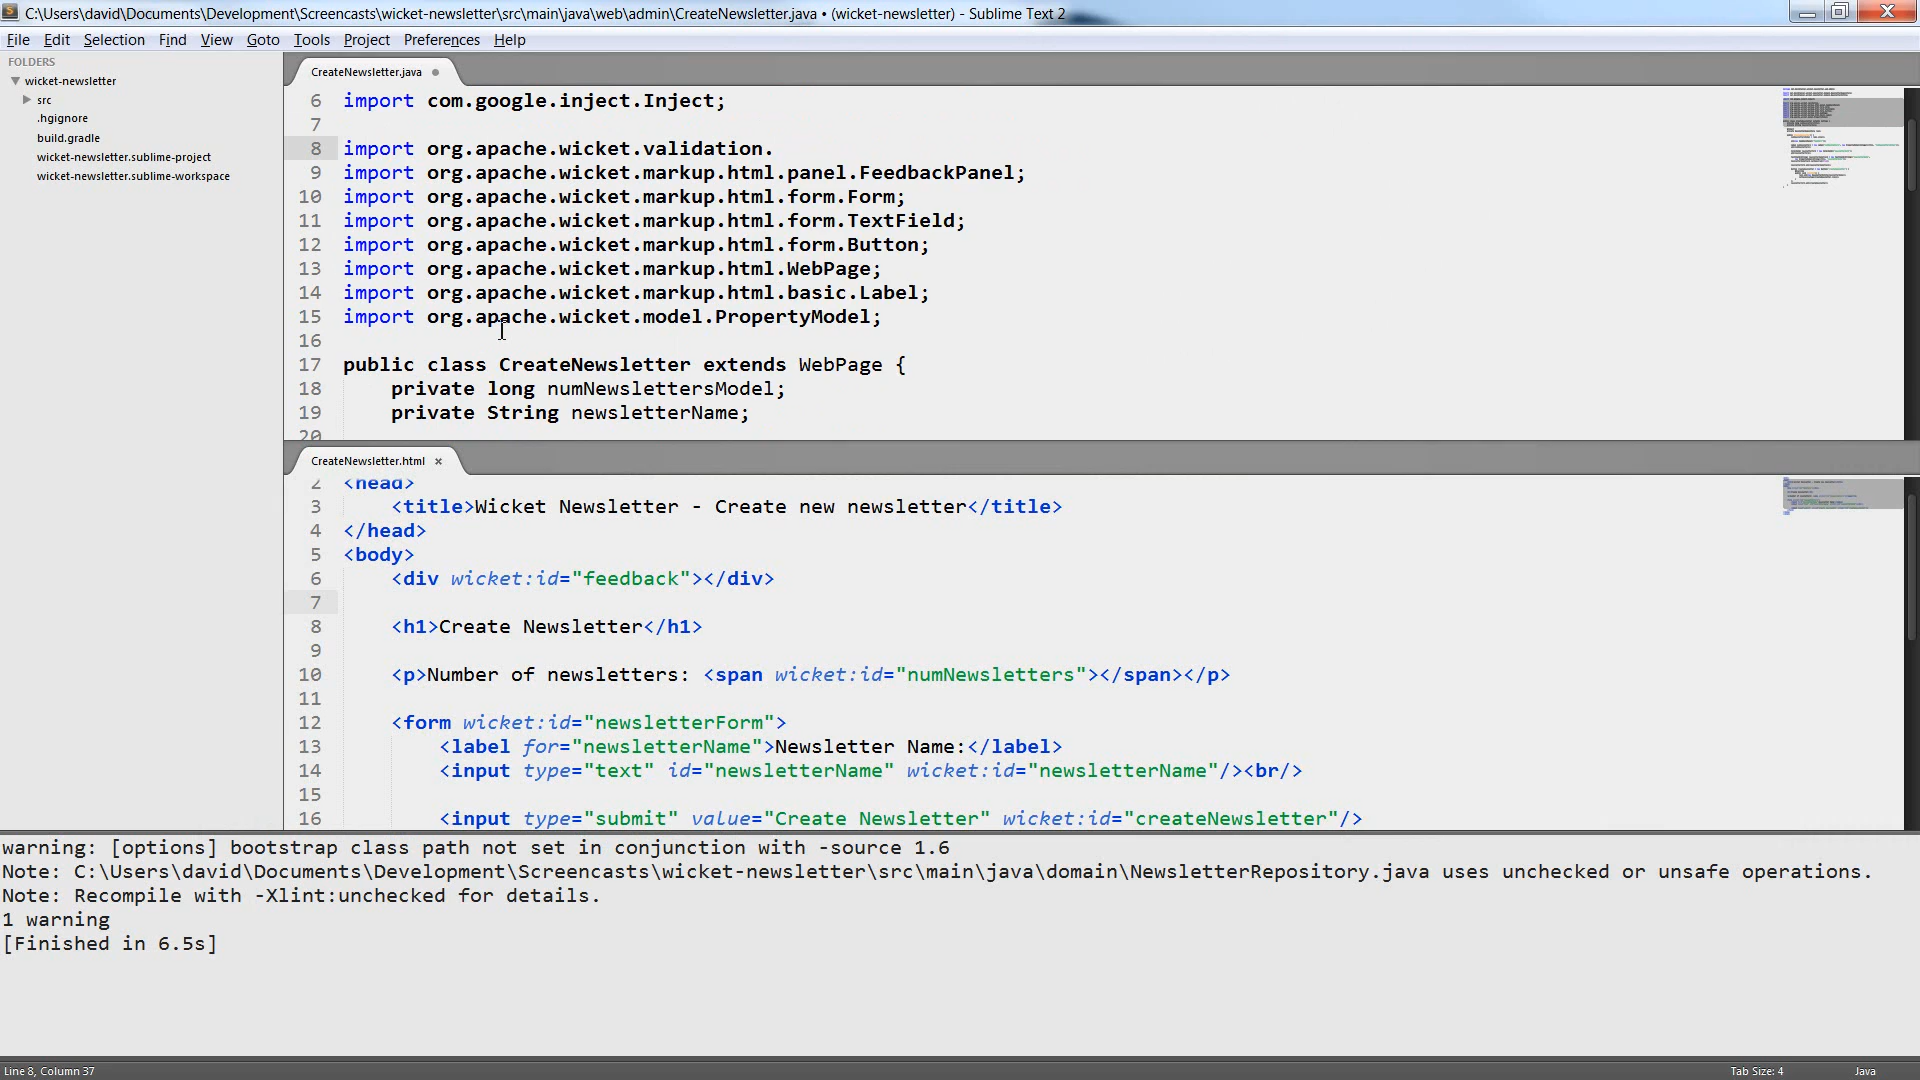 C:\Users\david\Documents\Development\Screencasts\wicket-newsletter\src\main\java\web\admin\CreateNewsletter.java • (wicket-newsletter) - Sublime Text 2
File Edit Selection Find View Goto Tools Project Preferences Help
FOLDERS
wicket-newsletter
src
.hgignore
build.gradle
wicket-newsletter.sublime-project
wicket-newsletter.sublime-workspace
CreateNewsletter.java
6 import com.google.inject.Inject;
7
8 import org.apache.wicket.validation.
9 import org.apache.wicket.markup.html.panel.FeedbackPanel;
10 import org.apache.wicket.markup.html.form.Form;
11 import org.apache.wicket.markup.html.form.TextField;
12 import org.apache.wicket.markup.html.form.Button;
13 import org.apache.wicket.markup.html.WebPage;
14 import org.apache.wicket.markup.html.basic.Label;
15 import org.apache.wicket.model.PropertyModel;
16
17 public class CreateNewsletter extends WebPage {
18 private long numNewslettersModel;
19 private String newsletterName;
20
CreateNewsletter.html
2 <head>
3 <title>Wicket Newsletter - Create new newsletter</title>
4 </head>
5 <body>
6 <div wicket:id="feedback"></div>
7
8 <h1>Create Newsletter</h1>
9
10 <p>Number of newsletters: <span wicket:id="numNewsletters"></span></p>
11
12 <form wicket:id="newsletterForm">
13 <label for="newsletterName">Newsletter Name:</label>
14 <input type="text" id="newsletterName" wicket:id="newsletterName"/><br/>
15
16 <input type="submit" value="Create Newsletter" wicket:id="createNewsletter"/>
warning: [options] bootstrap class path not set in conjunction with -source 1.6
Note: C:\Users\david\Documents\Development\Screencasts\wicket-newsletter\src\main\java\domain\NewsletterRepository.java uses unchecked or unsafe operations.
Note: Recompile with -Xlint:unchecked for details.
1 warning
[Finished in 6.5s]
Line 8, Column 37
Tab Size: 4
Java